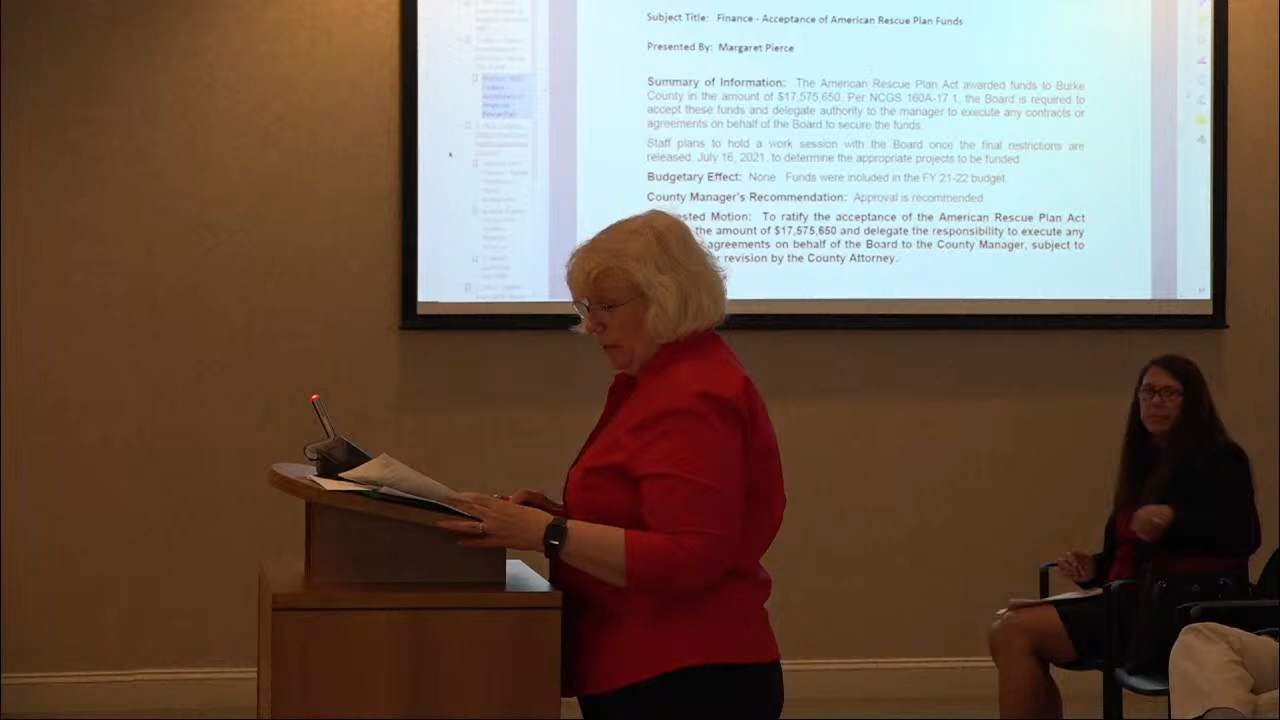 Subject Title: Finance - Acceptance of American Rescue Plan Funds
Presented By: Margaret Pierce
Summary of Information: The American Rescue Plan Act awarded funds to Burke
County in the amount of $17,575,650. Per NCGS 160A-17.1, the Board is required to
accept these funds and delegate authority to the manager to execute any contracts or
agreements on behalf of the Board to secure the funds.
Staff plans to hold a work session with the Board once the final restrictions are
released, July 16, 2021, to determine the appropriate projects to be funded.
Budgetary Effect: None. Funds were included in the FY 21-22 budget.
County Manager's Recommendation: Approval is recommended.
ested Motion: To ratify the acceptance of the American Rescue Plan Act
the amount of $17,575,650 and delegate the responsibility to execute any
agreements on behalf of the Board to the County Manager, subject to
r revision by the County Attorney.